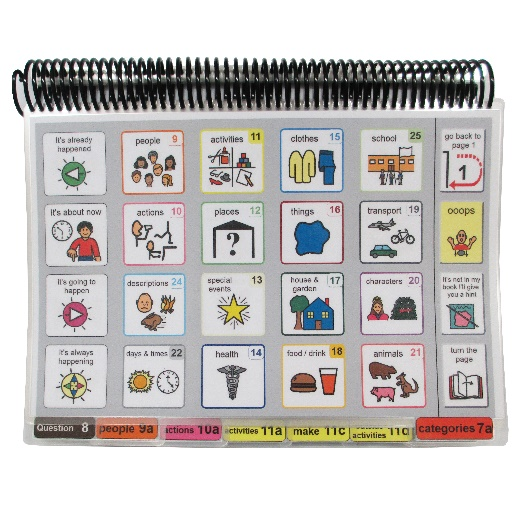 It's already happened
people 9
activities 11
clothes 15
school 25
go back to page 1
1
It's about now
actions 10
places 12
?
things 16
transport 19
ooops
It's going to happen
descriptions 24
special events 13
house & garden 17
characters 20
It's not in my book I'll give you a hint
It's always happening
days & times 22
health 14
food / drink 18
animals 21
turn the page
Question 8
people 9a
actions 10a
activities 11a
make 11c
activities 11d
categories 7a